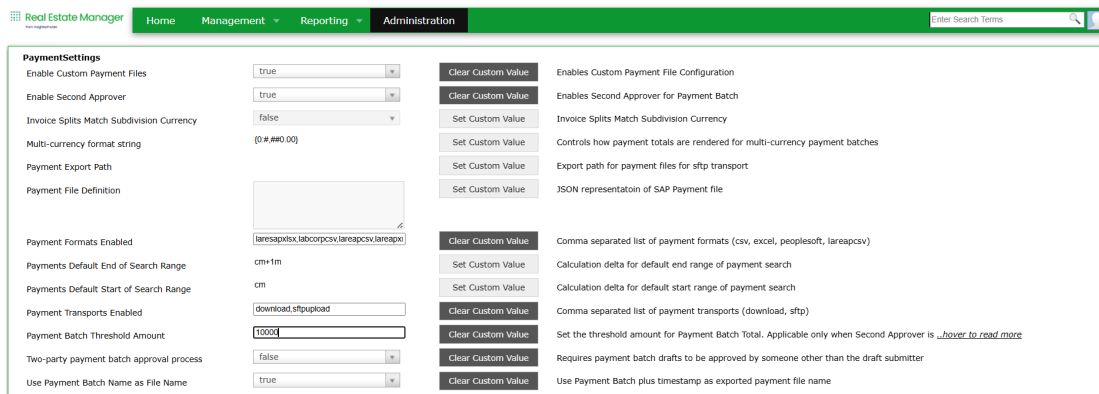 Real Estate Manager
Home Management Reporting Administration Enter Search Terms
PaymentSettings
Enable Custom Payment Files true Clear Custom Value Enables Custom Payment File Configuration
Enable Second Approver true Clear Custom Value Enables Second Approver for Payment Batch
Invoice Splits Match Subdivision Currency false Set Custom Value Invoice Splits Match Subdivision Currency
Multi-currency format string {0:#,##0.00} Set Custom Value Controls how payment totals are rendered for multi-currency payment batches
Payment Export Path Set Custom Value Export path for payment files for sftp transport
Payment File Definition Set Custom Value JSON representatoin of SAP Payment file
Payment Formats Enabled laresapxlsx,labcorpcsv,lareapcsv,lareapx Clear Custom Value Comma separated list of payment formats (csv, excel, peoplesoft, lareapcsv)
Payments Default End of Search Range cm+1m Set Custom Value Calculation delta for default end range of payment search
Payments Default Start of Search Range cm Set Custom Value Calculation delta for default start range of payment search
Payment Transports Enabled download,sftpupload Clear Custom Value Comma separated list of payment transports (download, sftp)
Payment Batch Threshold Amount 10000 Clear Custom Value Set the threshold amount for Payment Batch Total. Applicable only when Second Approver is ..hover to read more
Two-party payment batch approval process false Clear Custom Value Requires payment batch drafts to be approved by someone other than the draft submitter
Use Payment Batch Name as File Name true Clear Custom Value Use Payment Batch plus timestamp as exported payment file name